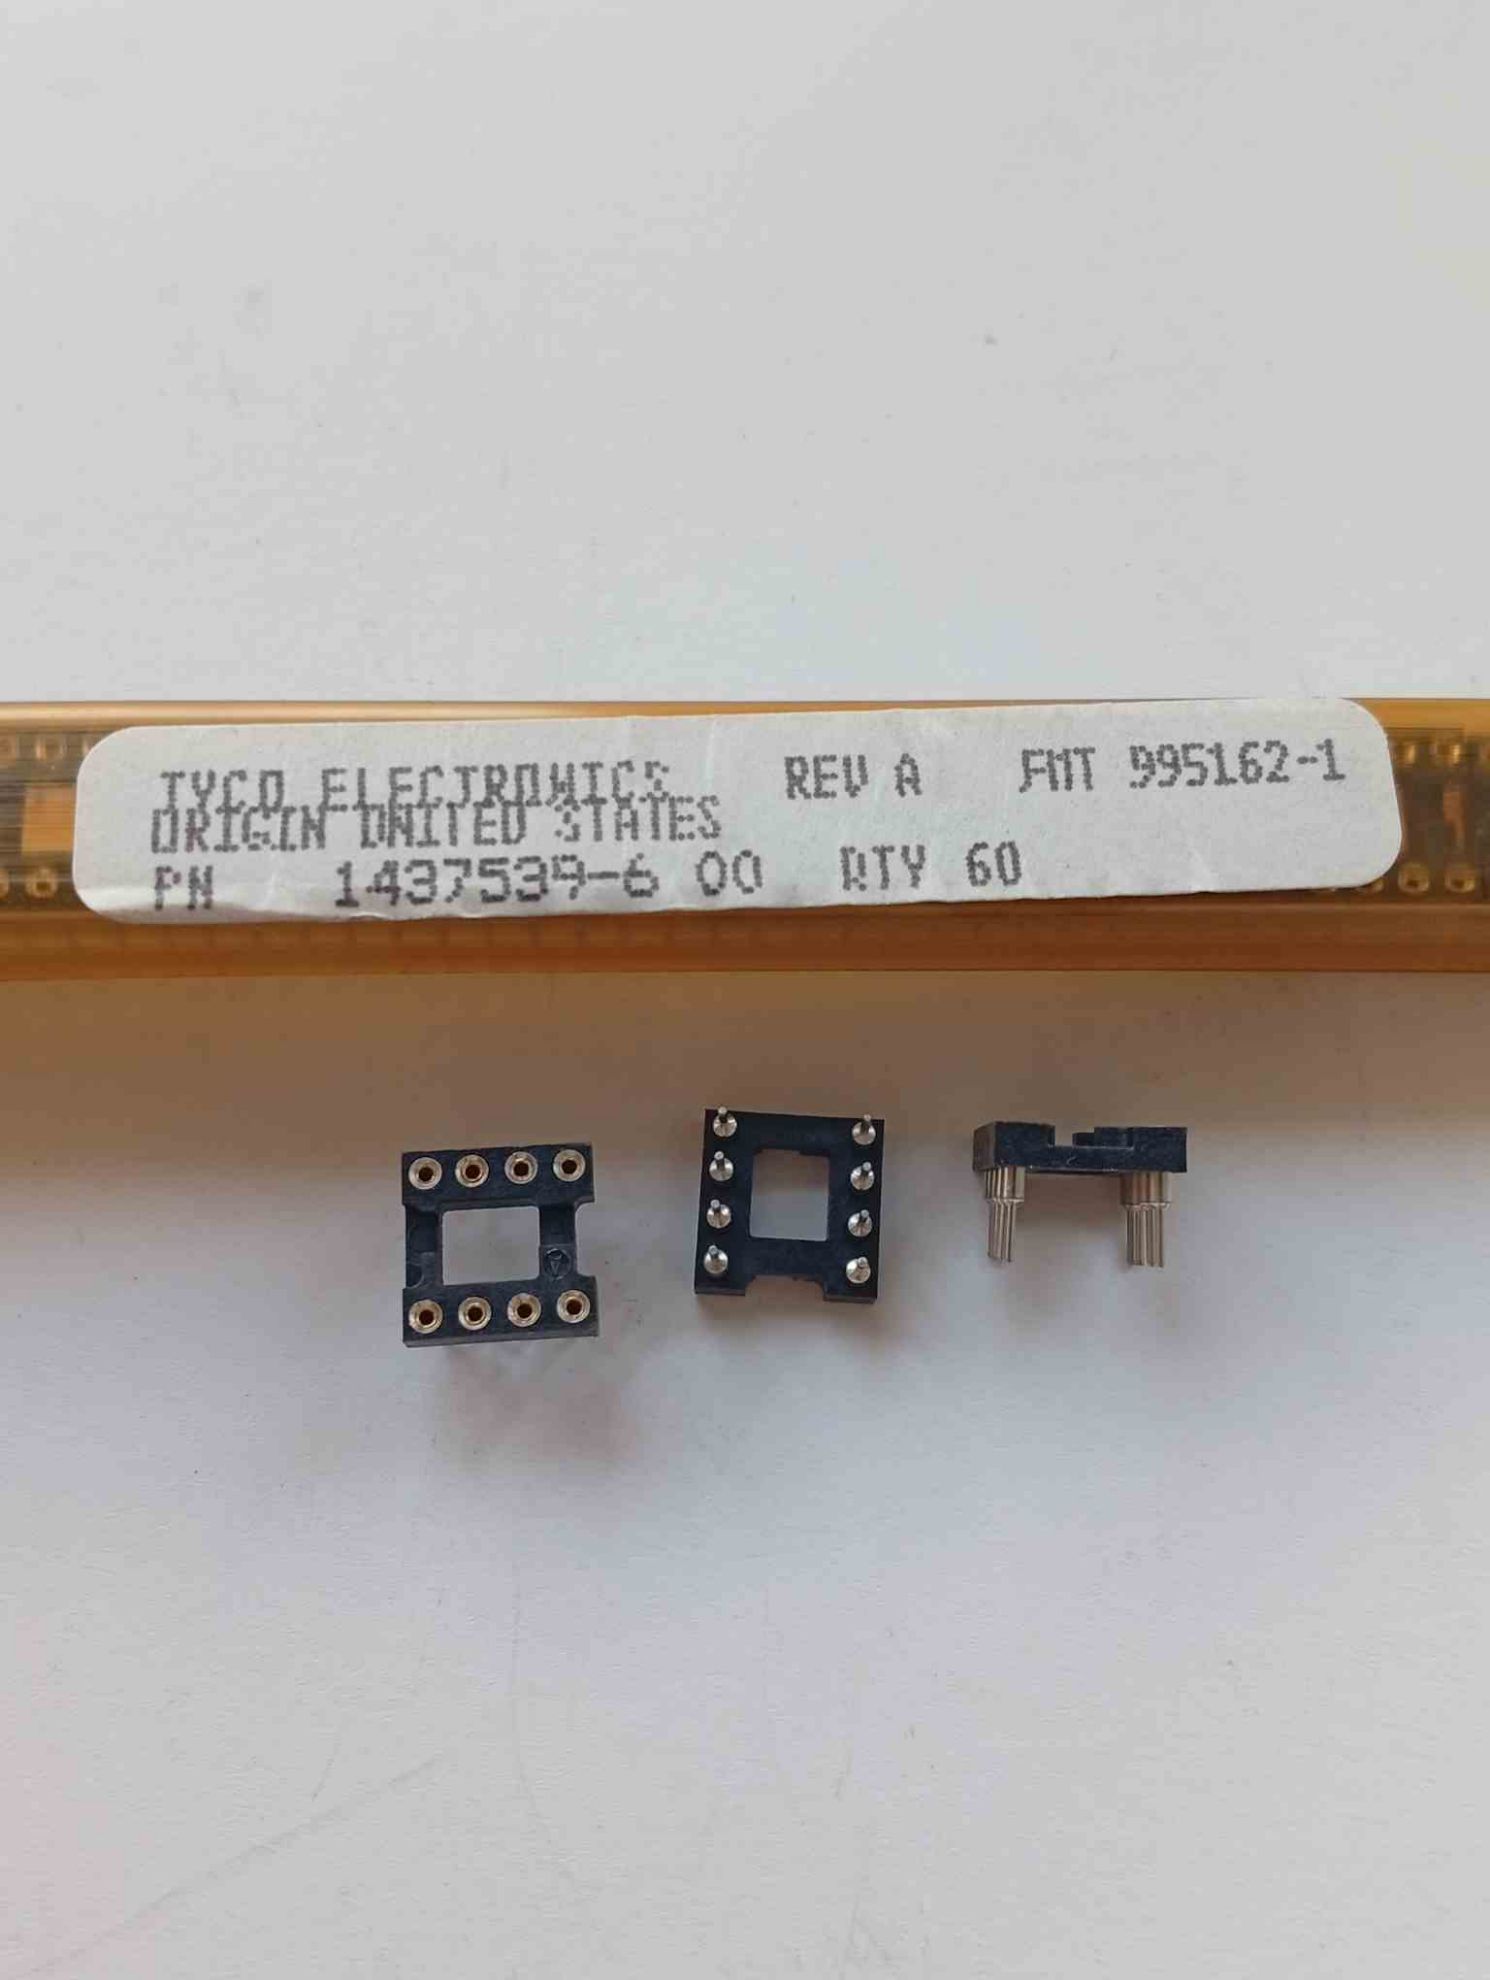 TYCO ELECTRONICS REV A FMT 995162-1
ORIGIN UNITED STATES
PN 1437539-6 00 QTY 60